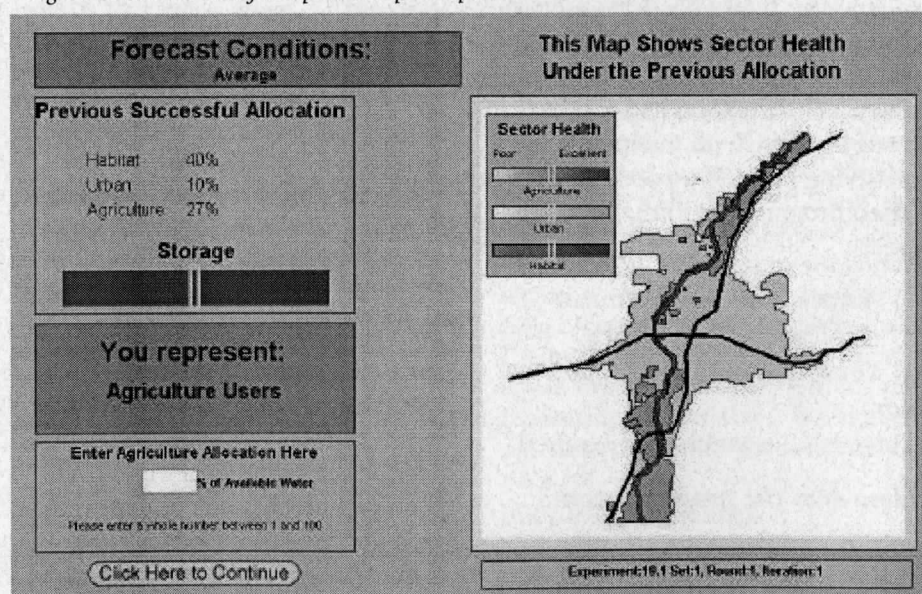 Forecast Conditions:
Average
Previous Successful Allocation
Habitat 40%
Urban 10%
Agriculture 27%
Storage
You represent:
Agriculture Users
Enter Agriculture Allocation Here
% of Available Water
Please enter a whole number between 1 and 100
Click Here to Continue
This Map Shows Sector Health
Under the Previous Allocation
Sector Health
Poor Excellent
Agriculture
Urban
Habitat
Experiment:19.1 Set:1, Round:1, Iteration:1